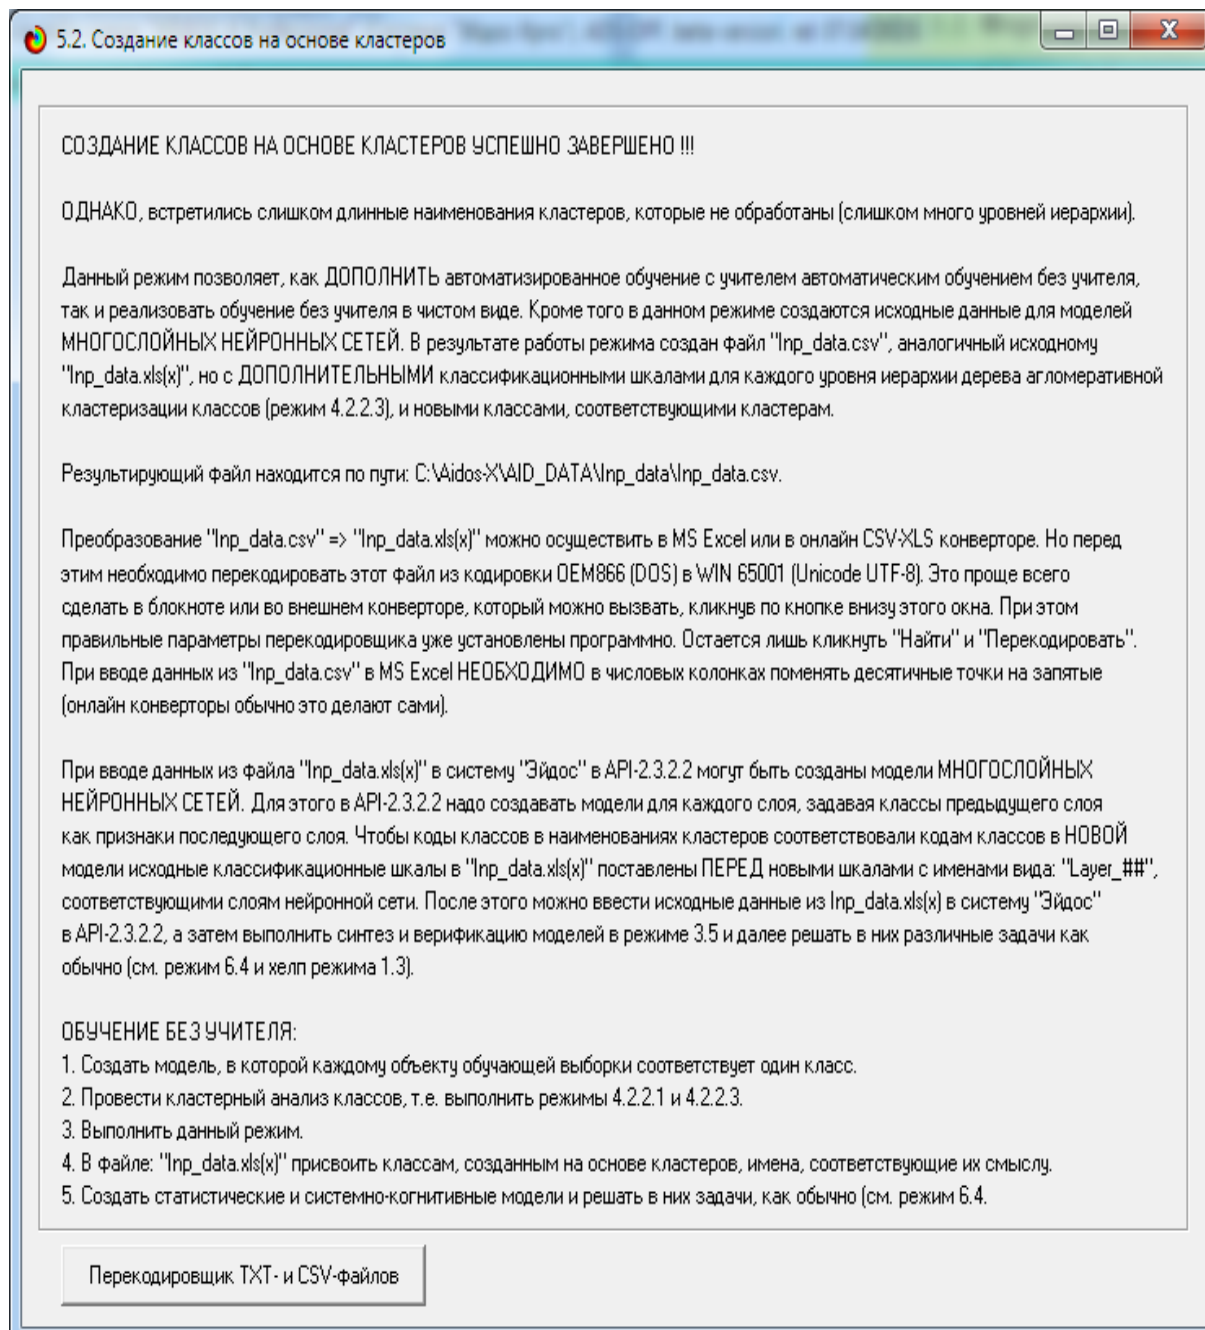 5.2. Создание классов на основе кластеров
СОЗДАНИЕ КЛАССОВ НА ОСНОВЕ КЛАСТЕРОВ УСПЕШНО ЗАВЕРШЕНО !!!
ОДНАКО, встретились слишком длинные наименования кластеров, которые не обработаны (слишком много уровней иерархии).
Данный режим позволяет, как ДОПОЛНИТЬ автоматизированное обучение с учителем автоматическим обучением без учителя,
так и реализовать обучение без учителя в чистом виде. Кроме того в данном режиме создаются исходные данные для моделей
МНОГОСЛОЙНЫХ НЕЙРОННЫХ СЕТЕЙ. В результате работы режима создан файл "Inp_data.csv", аналогичный исходному
"Inp_data.xls(x)", но с ДОПОЛНИТЕЛЬНЫМИ классификационными шкалами для каждого уровня иерархии дерева агломеративной
кластеризации классов (режим 4.2.2.3), и новыми классами, соответствующими кластерам.
Результирующий файл находится по пути: C:\Aidos-X\AID_DATA\Inp_data\Inp_data.csv.
Преобразование "Inp_data.csv" => "Inp_data.xls(x)" можно осуществить в MS Excel или в онлайн CSV-XLS конверторе. Но перед
этим необходимо перекодировать этот файл из кодировки OEM866 (DOS) в WIN 65001 (Unicode UTF-8). Это проще всего
сделать в блокноте или во внешнем конверторе, который можно вызвать, кликнув по кнопке внизу этого окна. При этом
правильные параметры перекодировщика уже установлены программно. Остается лишь кликнуть "Найти" и "Перекодировать".
При вводе данных из "Inp_data.csv" в MS Excel НЕОБХОДИМО в числовых колонках поменять десятичные точки на запятые
(онлайн конверторы обычно это делают сами).
При вводе данных из файла "Inp_data.xls(x)" в систему "Эйдос" в API-2.3.2.2 могут быть созданы модели МНОГОСЛОЙНЫХ
НЕЙРОННЫХ СЕТЕЙ. Для этого в API-2.3.2.2 надо создавать модели для каждого слоя, задавая классы предыдущего слоя
как признаки последующего слоя. Чтобы коды классов в наименованиях кластеров соответствовали кодам классов в НОВОЙ
модели исходные классификационные шкалы в "Inp_data.xls(x)" поставлены ПЕРЕД новыми шкалами с именами вида: "Layer_##",
соответствующими слоям нейронной сети. После этого можно ввести исходные данные из Inp_data.xls(x) в систему "Эйдос"
в API-2.3.2.2, а затем выполнить синтез и верификацию моделей в режиме 3.5 и далее решать в них различные задачи как
обычно (см. режим 6.4 и хелп режима 1.3).
ОБУЧЕНИЕ БЕЗ УЧИТЕЛЯ:
1. Создать модель, в которой каждому объекту обучающей выборки соответствует один класс.
2. Провести кластерный анализ классов, т.е. выполнить режимы 4.2.2.1 и 4.2.2.3.
3. Выполнить данный режим.
4. В файле: "Inp_data.xls(x)" присвоить классам, созданным на основе кластеров, имена, соответствующие их смыслу.
5. Создать статистические и системно-когнитивные модели и решать в них задачи, как обычно (см. режим 6.4.
Перекодировщик TXT- и CSV-файлов